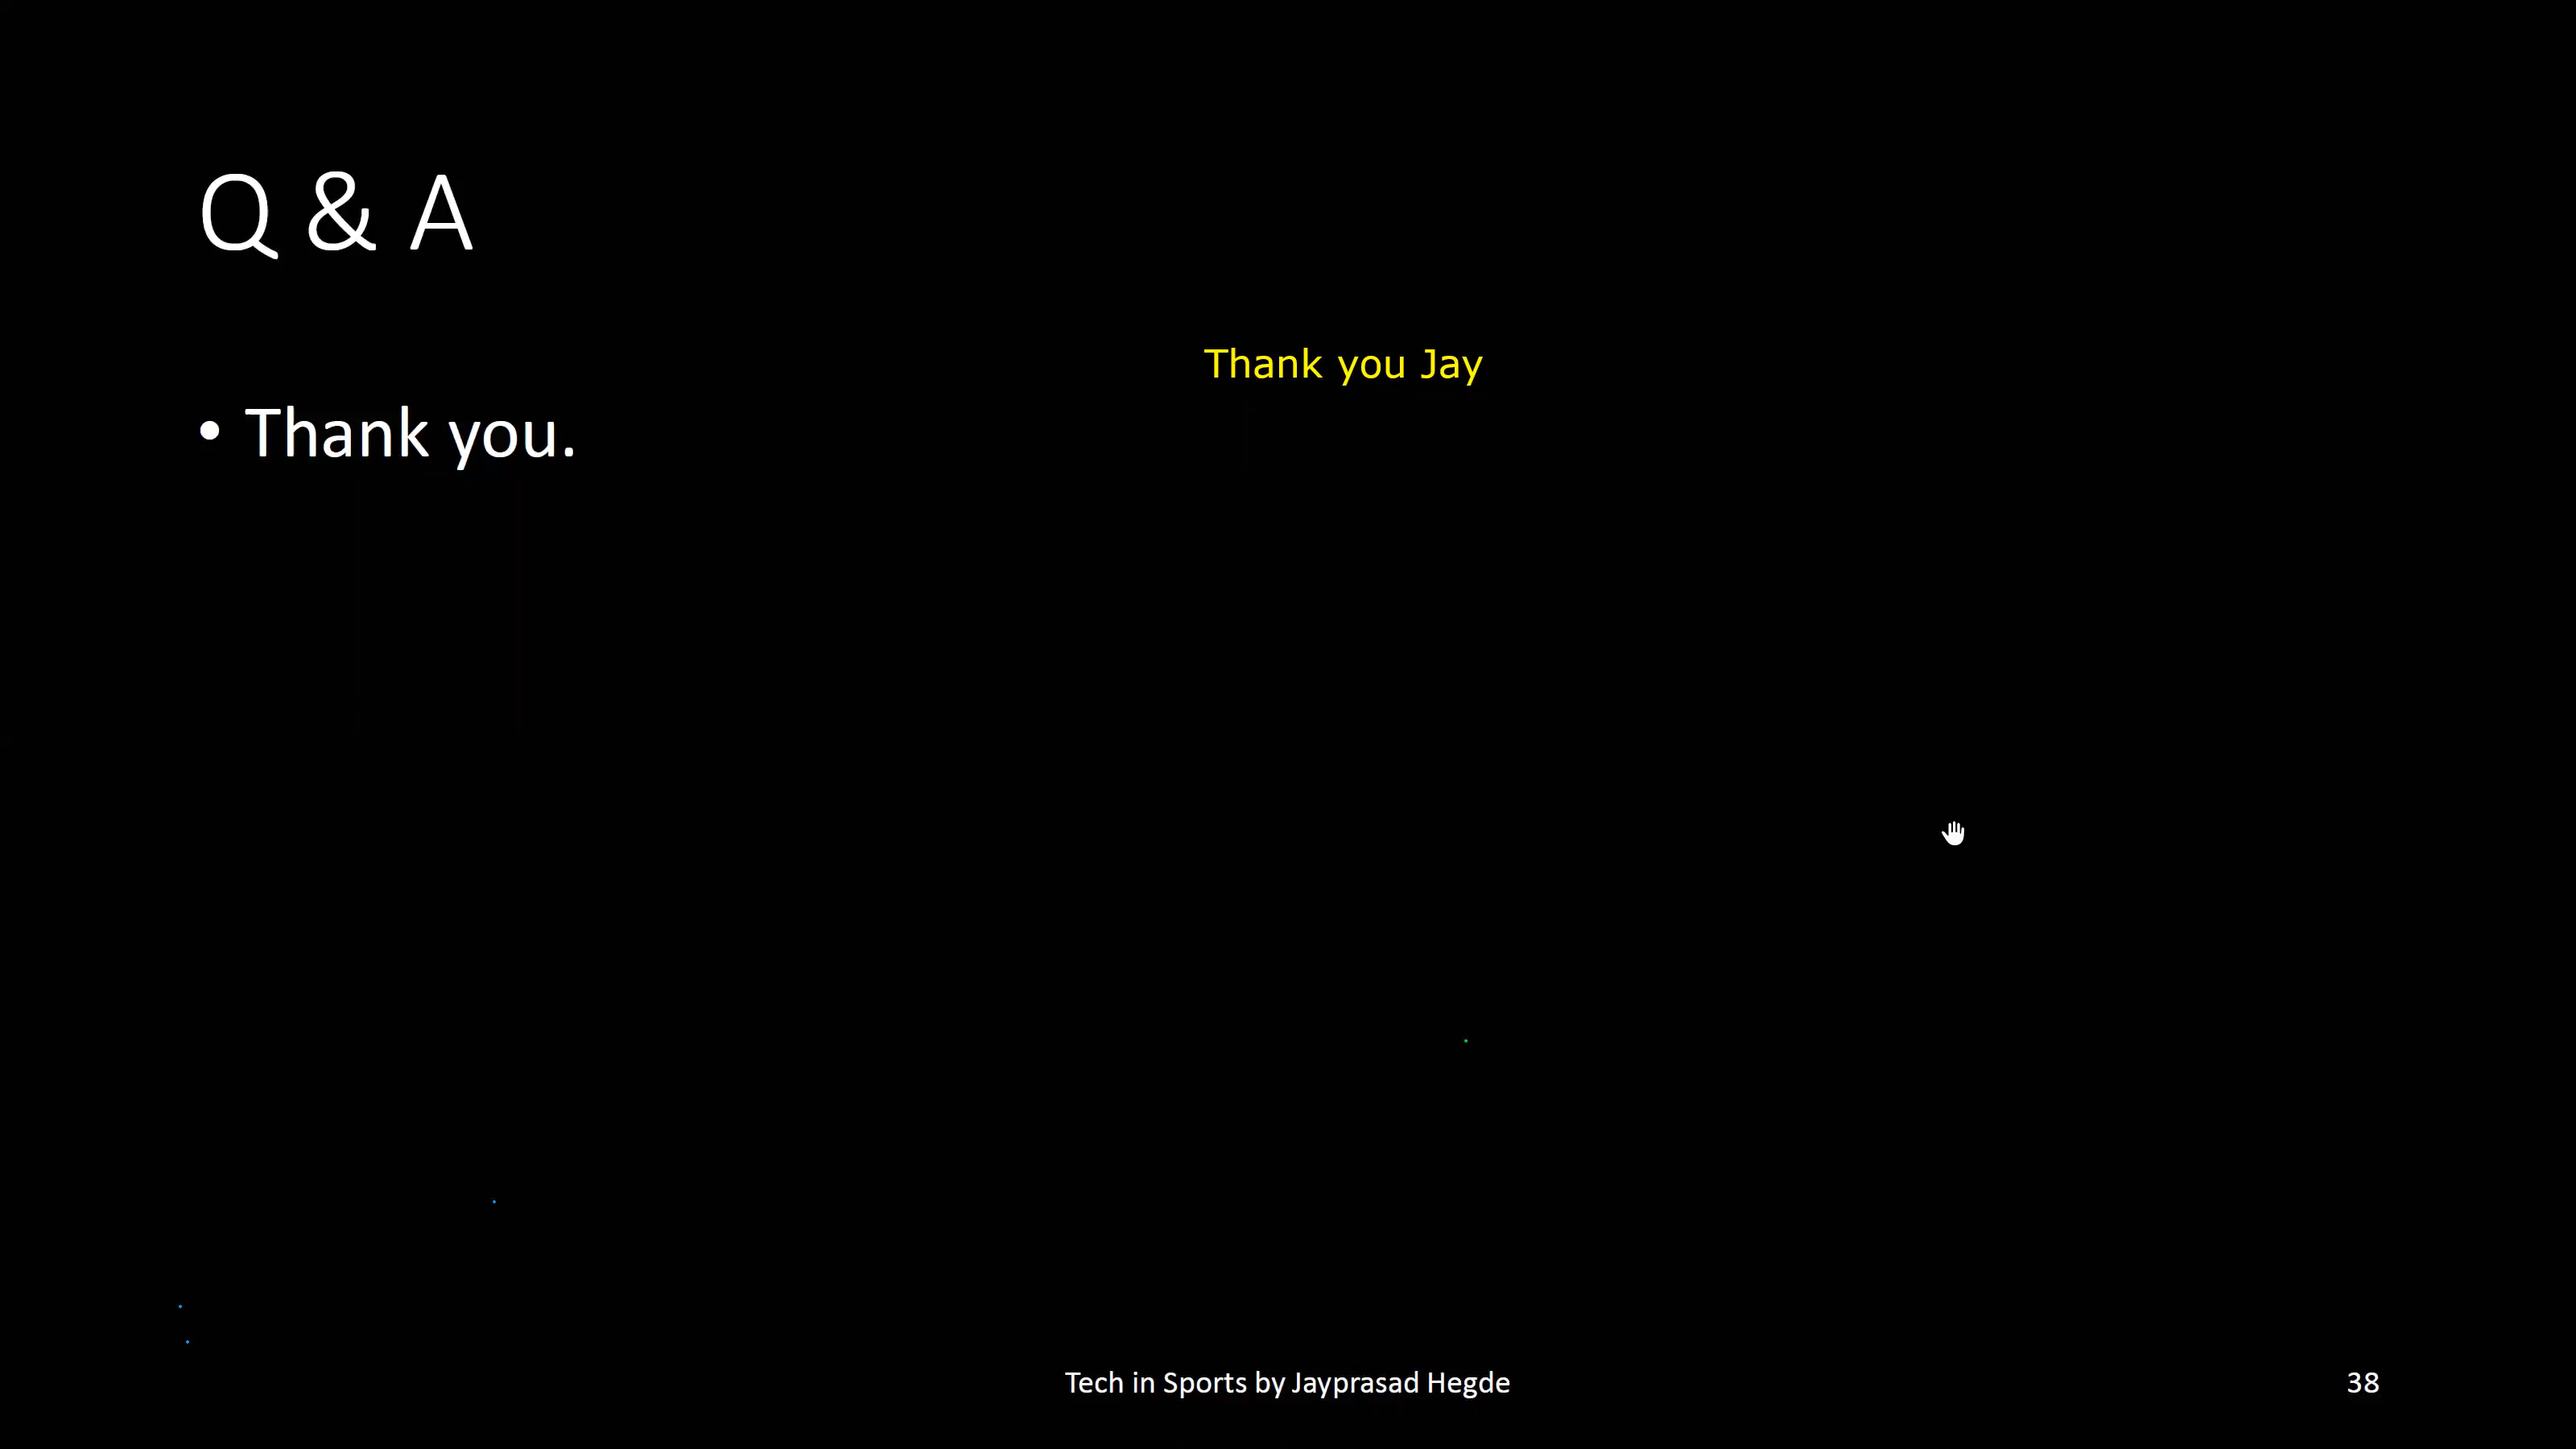 Q & A
Thank you Jay
• Thank you.
Tech in Sports by Jayprasad Hegde
38